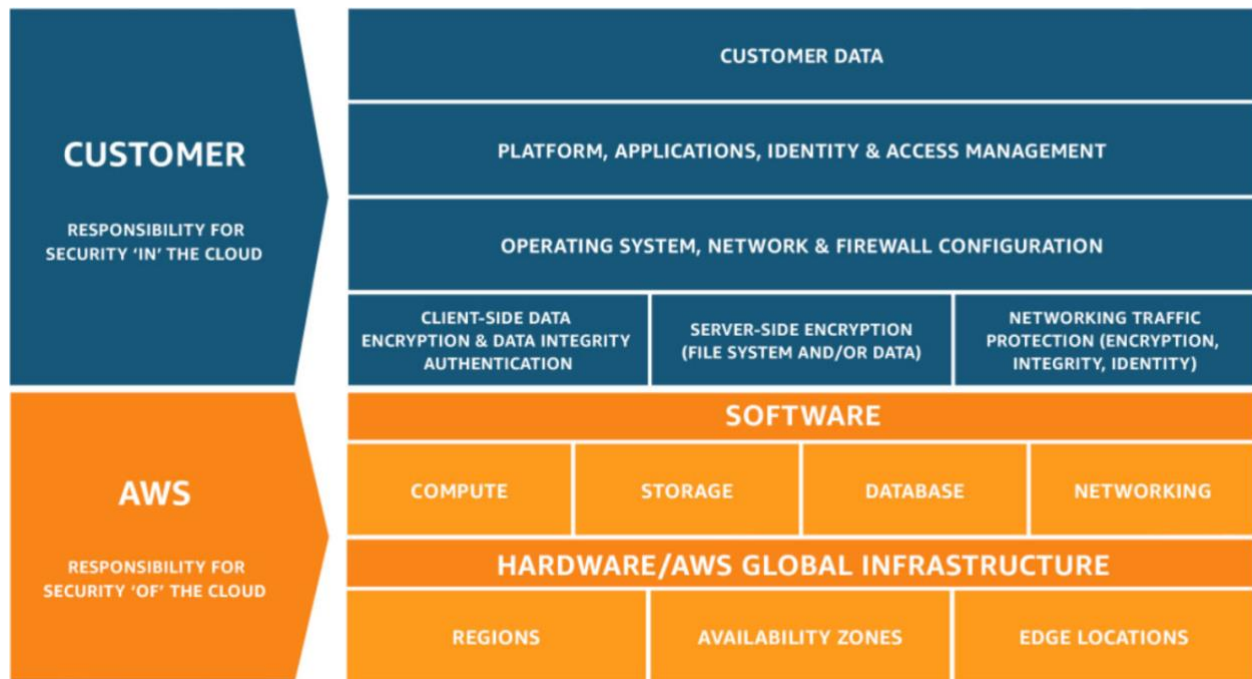 CUSTOMER
RESPONSIBILITY FOR
SECURITY ‘IN’ THE CLOUD
CUSTOMER DATA
PLATFORM, APPLICATIONS, IDENTITY & ACCESS MANAGEMENT
OPERATING SYSTEM, NETWORK & FIREWALL CONFIGURATION
CLIENT-SIDE DATA
ENCRYPTION & DATA INTEGRITY
AUTHENTICATION
SERVER-SIDE ENCRYPTION
(FILE SYSTEM AND/OR DATA)
NETWORKING TRAFFIC
PROTECTION (ENCRYPTION,
INTEGRITY, IDENTITY)
AWS
RESPONSIBILITY FOR
SECURITY ‘OF’ THE CLOUD
SOFTWARE
COMPUTE
STORAGE
DATABASE
NETWORKING
HARDWARE/AWS GLOBAL INFRASTRUCTURE
REGIONS
AVAILABILITY ZONES
EDGE LOCATIONS